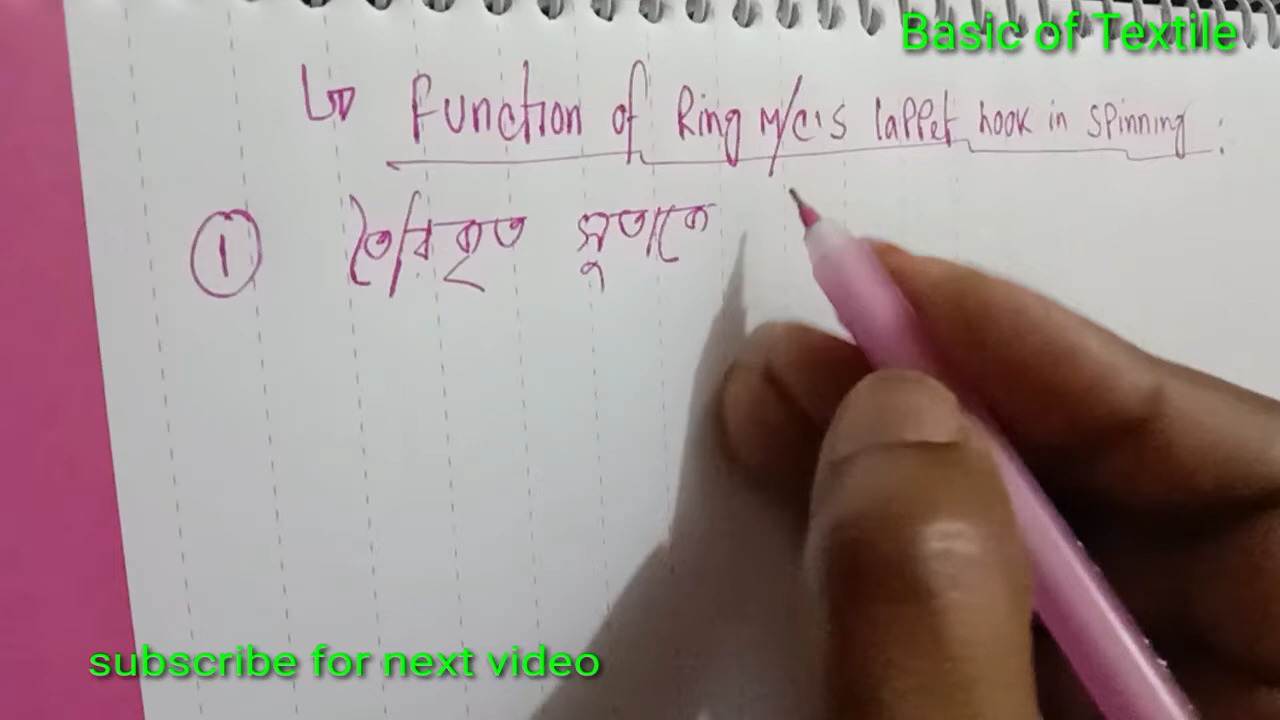 Basic of Textile
↳ Function of Ring M/C's lappet hook in spinning :
① তৈরিকৃত সুতাকে
subscribe for next video